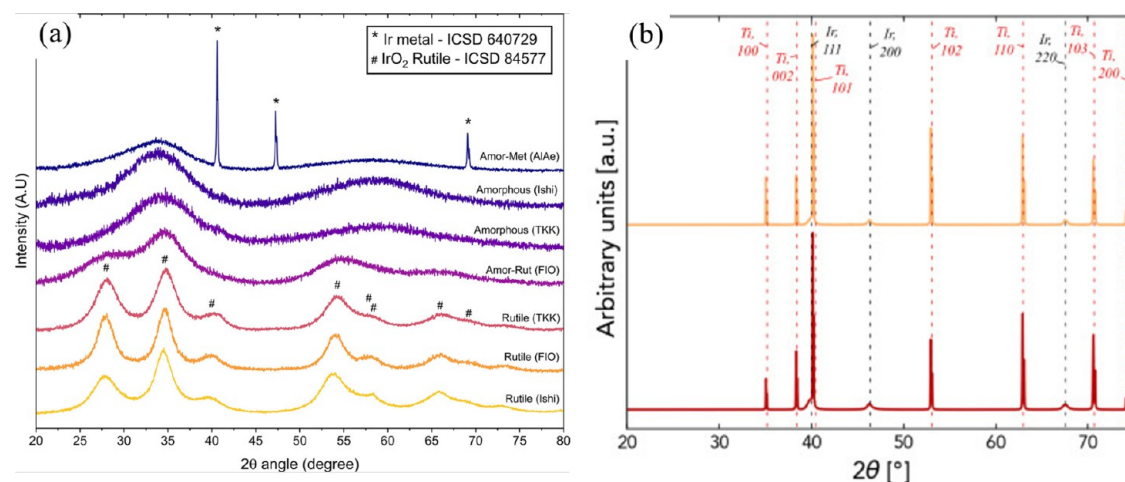 (a)
* Ir metal - ICSD 640729
# IrO₂ Rutile - ICSD 84577
*
*
*
Amor-Met (AlAe)
Amorphous (Ishi)
Amorphous (TKK)
Amor-Rut (FIO)
# # # # # # # #
Rutile (TKK)
Rutile (FIO)
Rutile (Ishi)
Intensity (A.U)
20 25 30 35 40 45 50 55 60 65 70 75 80
2θ angle (degree)
(b)
Ti, 100
Ti, 002
Ir, 111
Ti, 101
Ir, 200
Ti, 102
Ti, 110
Ir, 220
Ti, 103
Ti, 200
Arbitrary units [a.u.]
20 30 40 50 60 70
2θ [°]